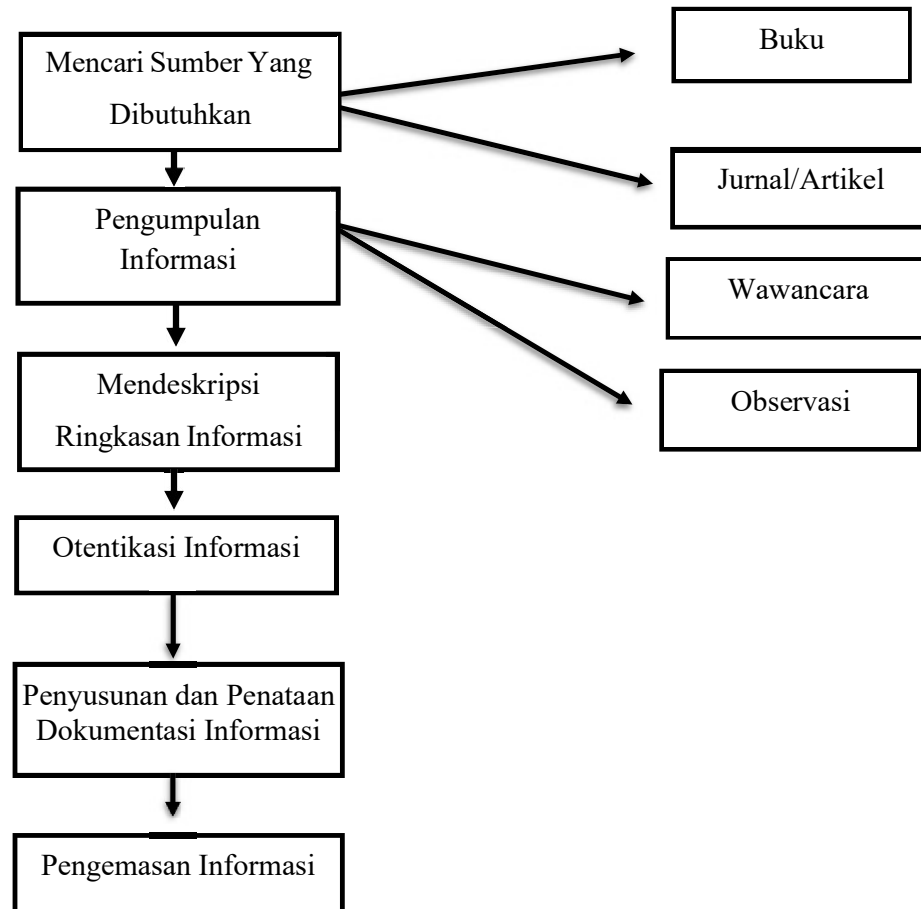 Mencari Sumber Yang
Dibutuhkan
Pengumpulan
Informasi
Mendeskripsi
Ringkasan Informasi
Otentikasi Informasi
Penyusunan dan Penataan
Dokumentasi Informasi
Pengemasan Informasi
Buku
Jurnal/Artikel
Wawancara
Observasi